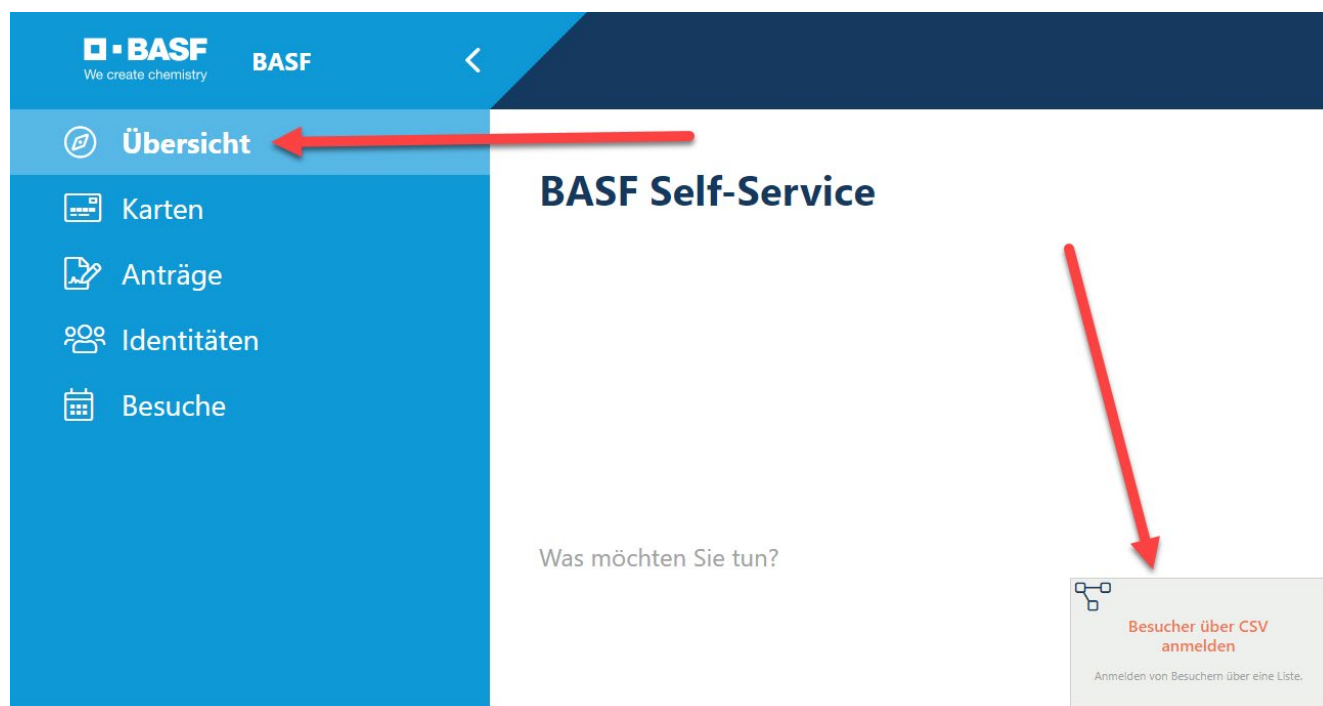 BASF
We create chemistry
BASF
Übersicht
Karten
Anträge
Identitäten
Besuche
BASF Self-Service
Was möchten Sie tun?
Besucher über CSV
anmelden
Anmelden von Besuchern über eine Liste.